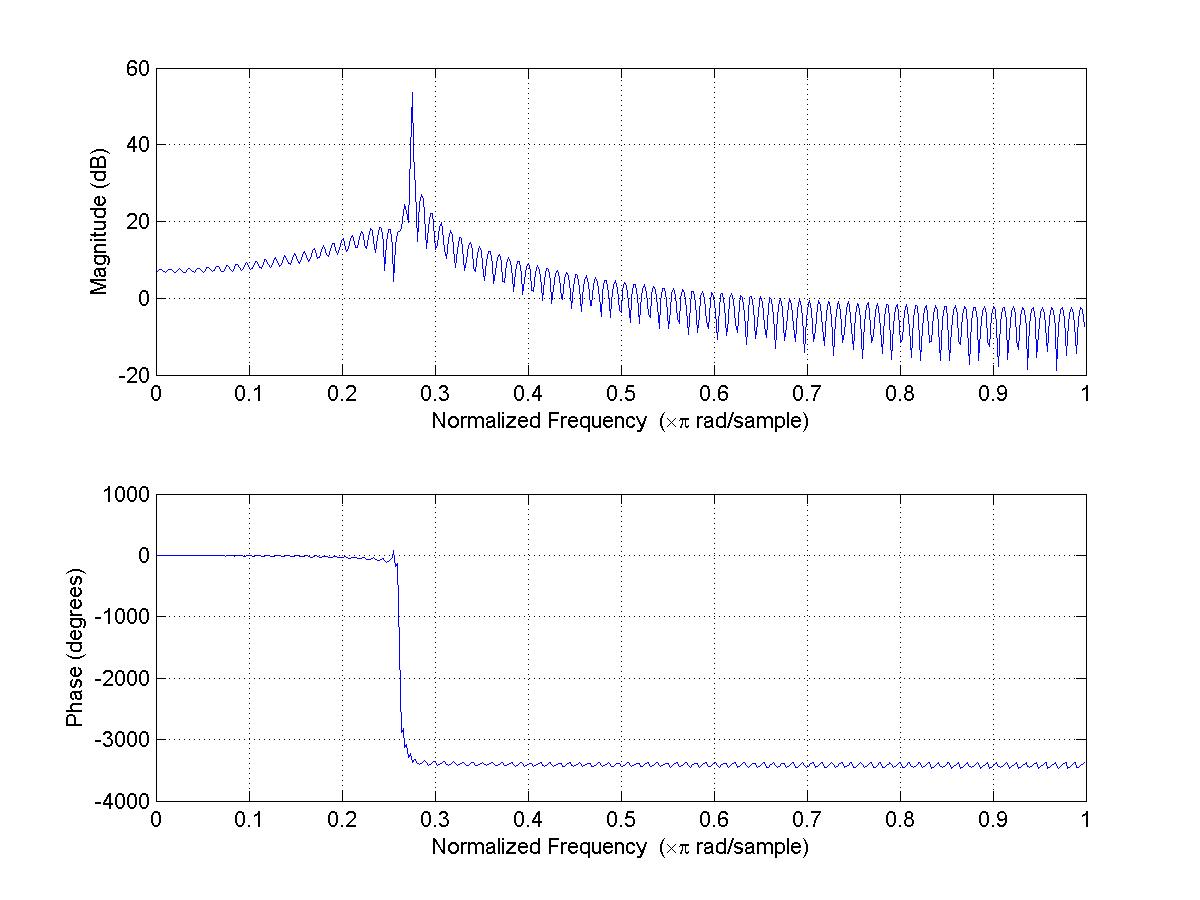 60
40
20
0
-20
Magnitude (dB)
0 0.1 0.2 0.3 0.4 0.5 0.6 0.7 0.8 0.9 1
Normalized Frequency (×π rad/sample)
1000
0
-1000
-2000
-3000
-4000
Phase (degrees)
0 0.1 0.2 0.3 0.4 0.5 0.6 0.7 0.8 0.9 1
Normalized Frequency (×π rad/sample)